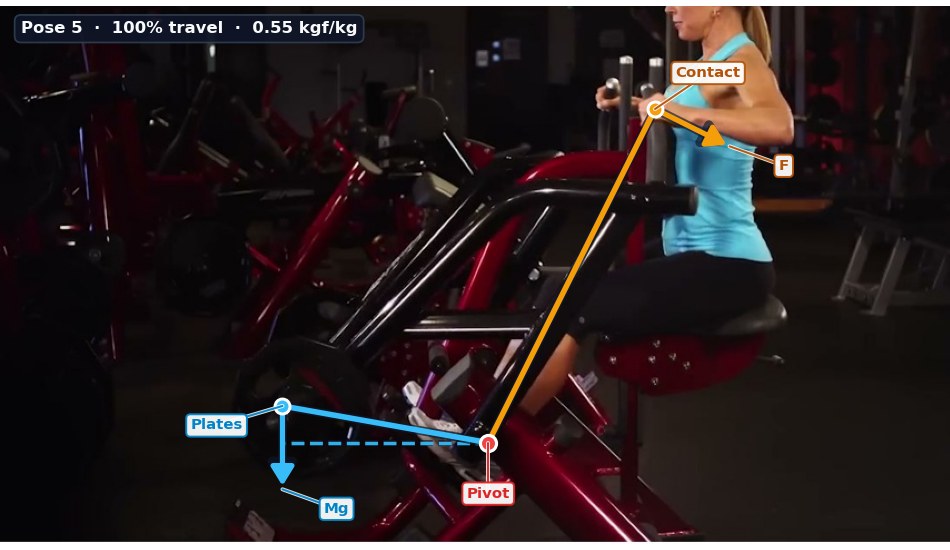 Pose 5 · 100% travel · 0.55 kgf/kg
Contact
F
Plates
Pivot
Mg